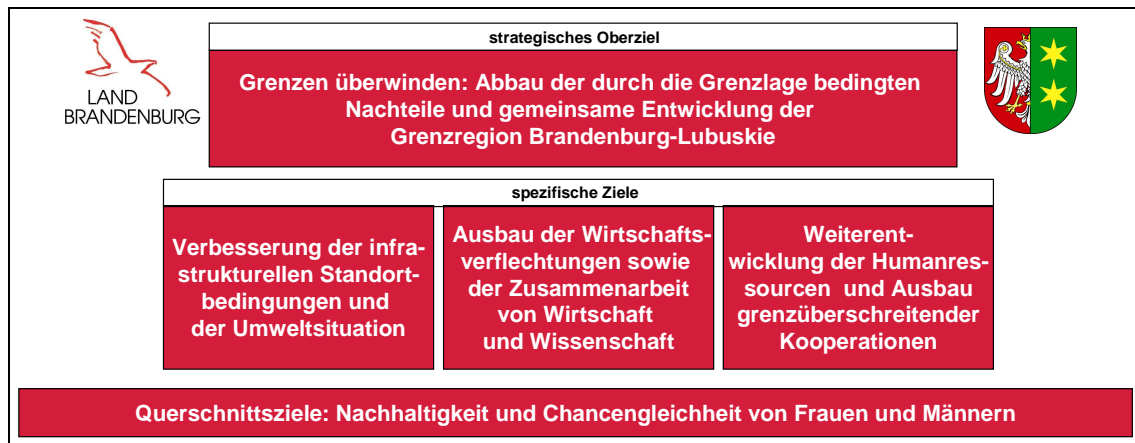 LAND
BRANDENBURG
strategisches Oberziel
Grenzen überwinden: Abbau der durch die Grenzlage bedingten
Nachteile und gemeinsame Entwicklung der
Grenzregion Brandenburg-Lubuskie
spezifische Ziele
Verbesserung der infra-
strukturellen Standort-
bedingungen und
der Umweltsituation
Ausbau der Wirtschafts-
verflechtungen sowie
der Zusammenarbeit
von Wirtschaft
und Wissenschaft
Weiterent-
wicklung der Humanres-
sourcen und Ausbau
grenzüberschreitender
Kooperationen
Querschnittsziele: Nachhaltigkeit und Chancengleichheit von Frauen und Männern